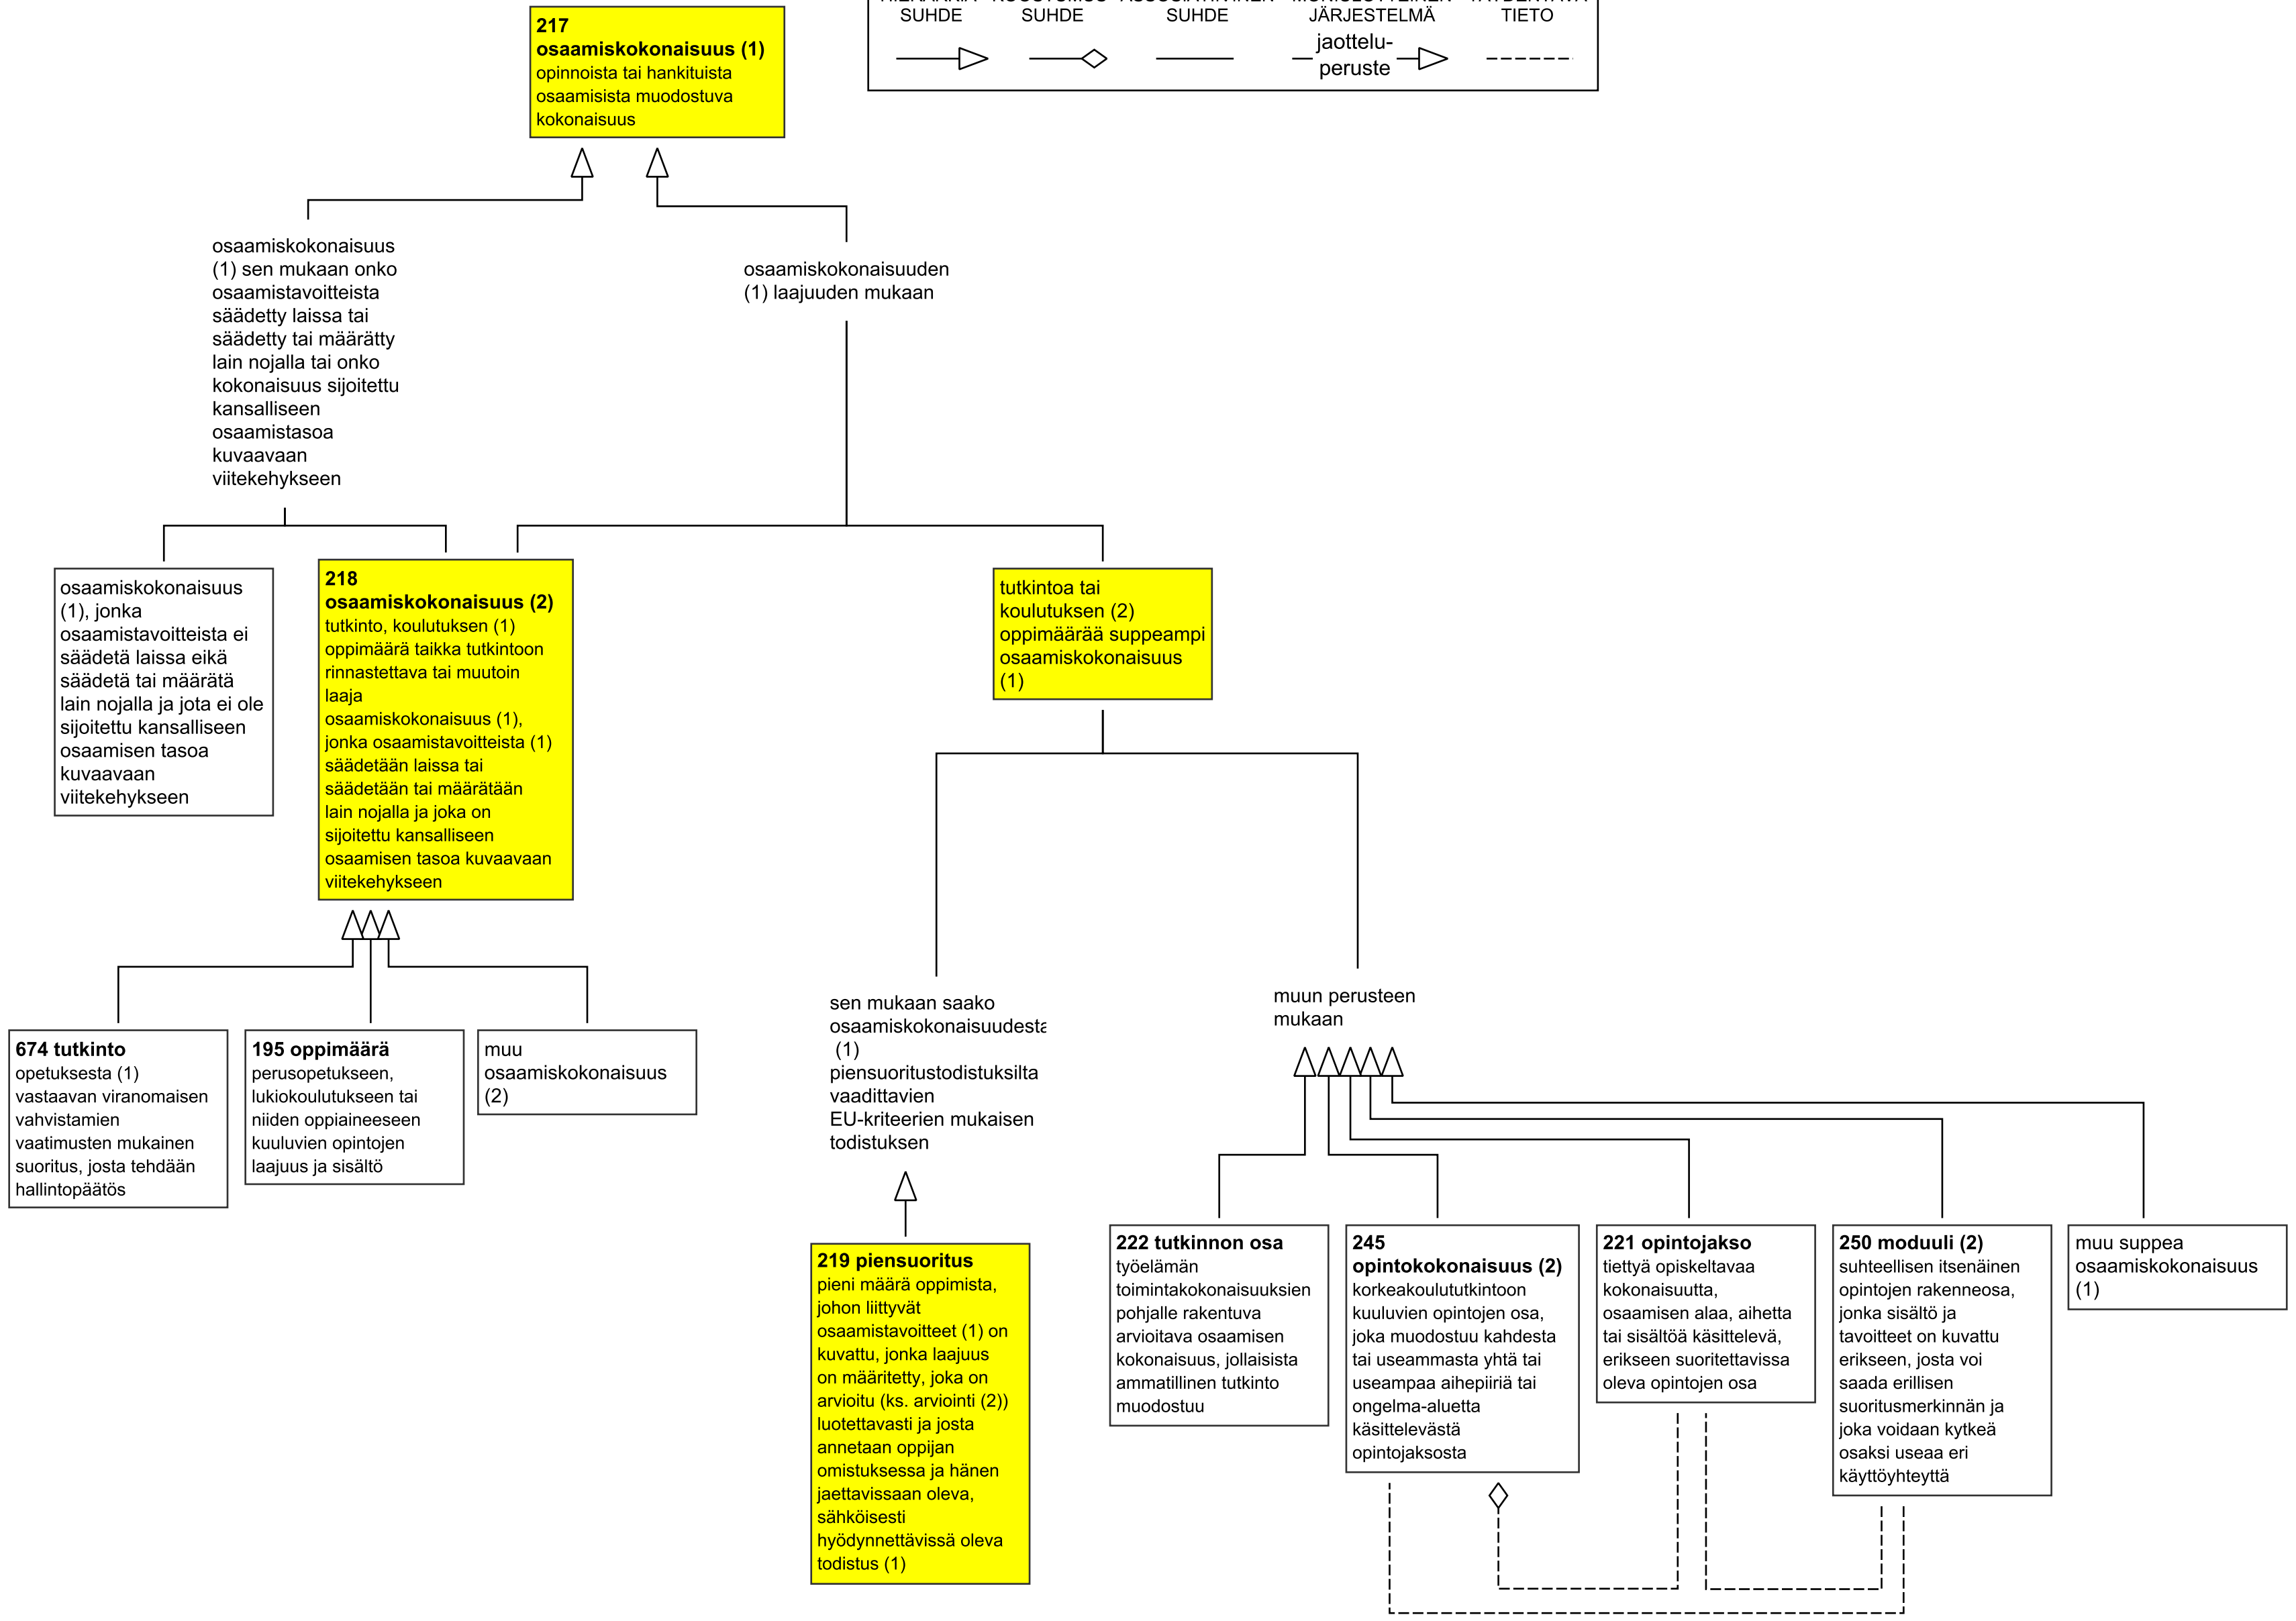 217
osaamiskokonaisuus (1)
opinnoista tai hankituista
osaamisista muodostuva
kokonaisuus
SUHDE
SUHDE
SUHDE
JÄRJESTELMÄ
TIETO
jaottelu-
peruste
osaamiskokonaisuus
(1) sen mukaan onko
osaamistavoitteista
säädetty laissa tai
säädetty tai määrätty
lain nojalla tai onko
kokonaisuus sijoitettu
kansalliseen
osaamistasoa
kuvaavaan
viitekehykseen
osaamiskokonaisuuden
(1) laajuuden mukaan
osaamiskokonaisuus
(1), jonka
osaamistavoitteista ei
säädetä laissa eikä
säädetä tai määrätä
lain nojalla ja jota ei ole
sijoitettu kansalliseen
osaamisen tasoa
kuvaavaan
viitekehykseen
218
osaamiskokonaisuus (2)
tutkinto, koulutuksen (1)
oppimäärä taikka tutkintoon
rinnastettava tai muutoin
laaja
osaamiskokonaisuus (1),
jonka osaamistavoitteista (1)
säädetään laissa tai
säädetään tai määrätään
lain nojalla ja joka on
sijoitettu kansalliseen
osaamisen tasoa kuvaavaan
viitekehykseen
tutkintoa tai
koulutuksen (2)
oppimäärää suppeampi
osaamiskokonaisuus
(1)
674 tutkinto
opetuksesta (1)
vastaavan viranomaisen
vahvistamien
vaatimusten mukainen
suoritus, josta tehdään
hallintopäätös
195 oppimäärä
perusopetukseen,
lukiokoulutukseen tai
niiden oppiaineeseen
kuuluvien opintojen
laajuus ja sisältö
muu
osaamiskokonaisuus
(2)
sen mukaan saako
osaamiskokonaisuudesta
(1)
piensuoritustodistuksilta
vaadittavien
EU-kriteerien mukaisen
todistuksen
muun perusteen
mukaan
219 piensuoritus
pieni määrä oppimista,
johon liittyvät
osaamistavoitteet (1) on
kuvattu, jonka laajuus
on määritetty, joka on
arvioitu (ks. arviointi (2))
luotettavasti ja josta
annetaan oppijan
omistuksessa ja hänen
jaettavissaan oleva,
sähköisesti
hyödynnettävissä oleva
todistus (1)
222 tutkinnon osa
työelämän
toimintakokonaisuuksien
pohjalle rakentuva
arvioitava osaamisen
kokonaisuus, jollaisista
ammatillinen tutkinto
muodostuu
245
opintokokonaisuus (2)
korkeakoulututkintoon
kuuluvien opintojen osa,
joka muodostuu kahdesta
tai useammasta yhtä tai
useampaa aihepiiriä tai
ongelma-aluetta
käsittelevästä
opintojaksosta
221 opintojakso
tiettyä opiskeltavaa
kokonaisuutta,
osaamisen alaa, aihetta
tai sisältöä käsittelevä,
erikseen suoritettavissa
oleva opintojen osa
250 moduuli (2)
suhteellisen itsenäinen
opintojen rakenneosa,
jonka sisältö ja
tavoitteet on kuvattu
erikseen, josta voi
saada erillisen
suoritusmerkinnän ja
joka voidaan kytkeä
osaksi useaa eri
käyttöyhteyttä
muu suppea
osaamiskokonaisuus
(1)